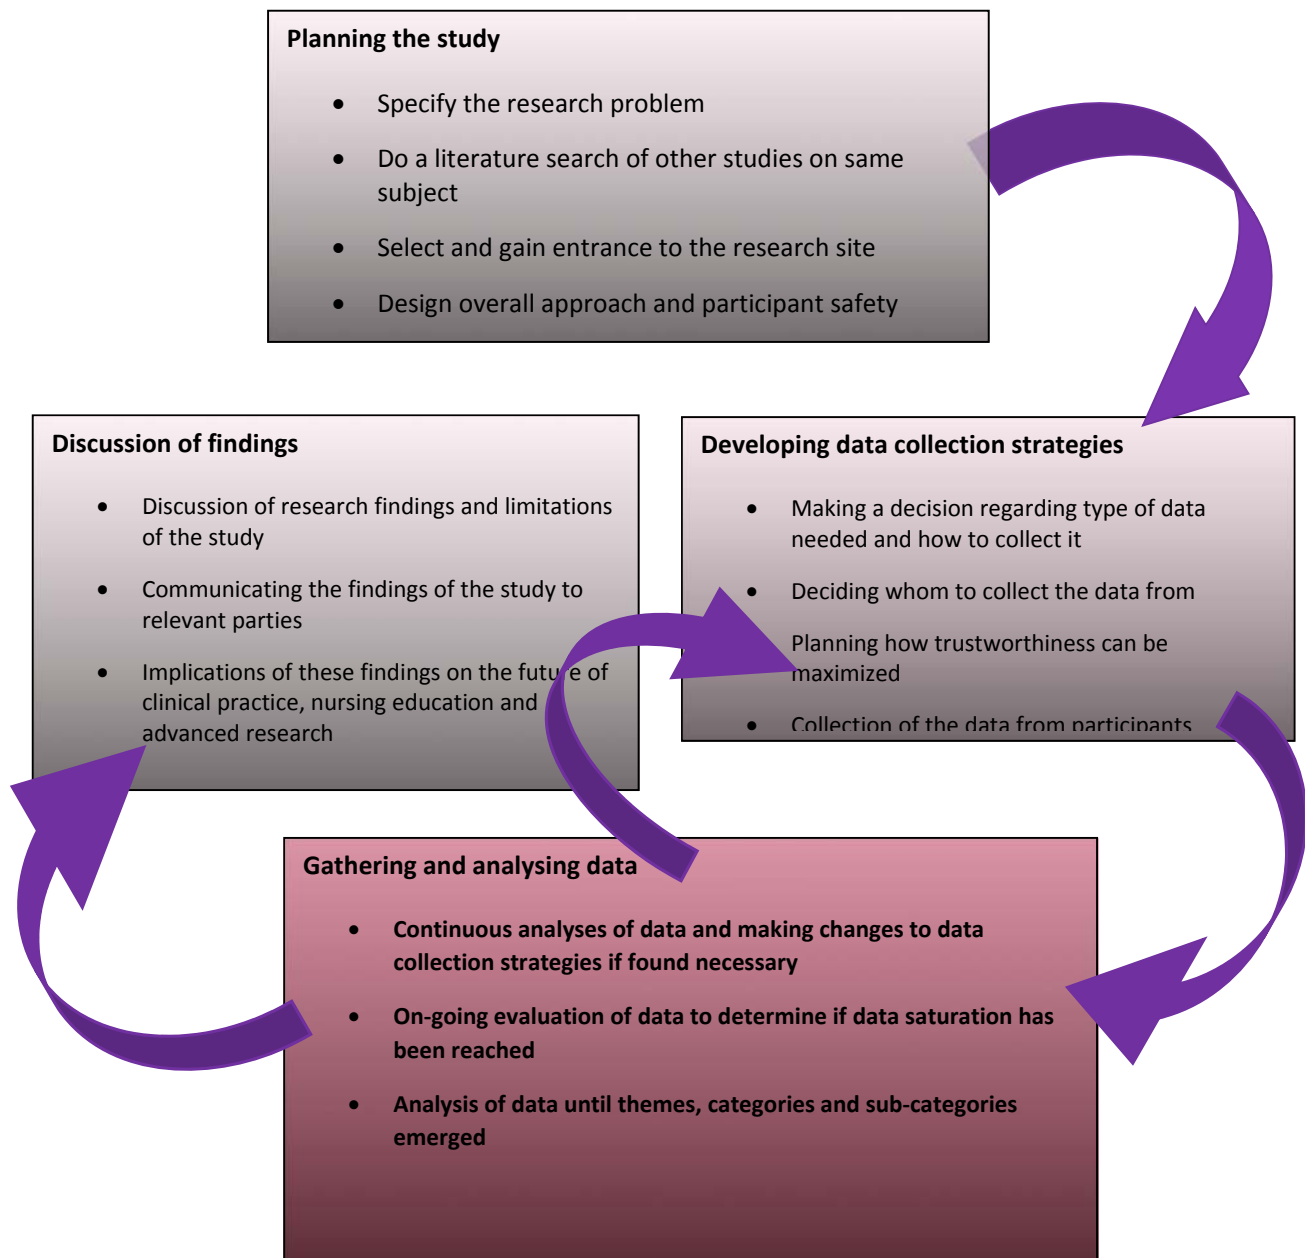 Planning the study
• Specify the research problem
• Do a literature search of other studies on same
subject
• Select and gain entrance to the research site
• Design overall approach and participant safety
Discussion of findings
• Discussion of research findings and limitations
of the study
• Communicating the findings of the study to
relevant parties
• Implications of these findings on the future of
clinical practice, nursing education and
advanced research
Developing data collection strategies
• Making a decision regarding type of data
needed and how to collect it
• Deciding whom to collect the data from
Planning how trustworthiness can be
maximized
• Collection of the data from participants
Gathering and analysing data
• Continuous analyses of data and making changes to data
collection strategies if found necessary
• On-going evaluation of data to determine if data saturation has
been reached
• Analysis of data until themes, categories and sub-categories
emerged